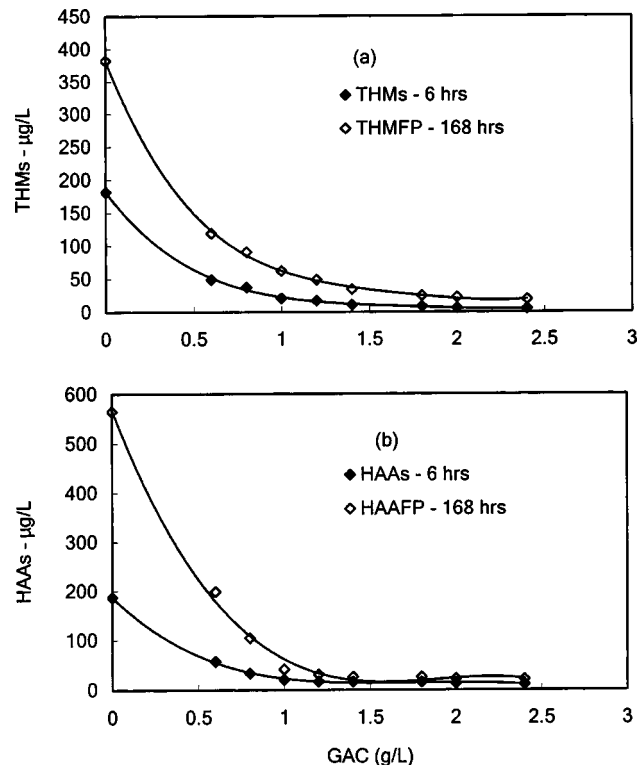 450
400
350
300
250
200
150
100
50
0
THMs - µg/L
(a)
THMs - 6 hrs
THMFP - 168 hrs
0 0.5 1 1.5 2 2.5 3
600
500
400
300
200
100
0
HAAs - µg/L
(b)
HAAs - 6 hrs
HAAFP - 168 hrs
0 0.5 1 1.5 2 2.5 3
GAC (g/L)